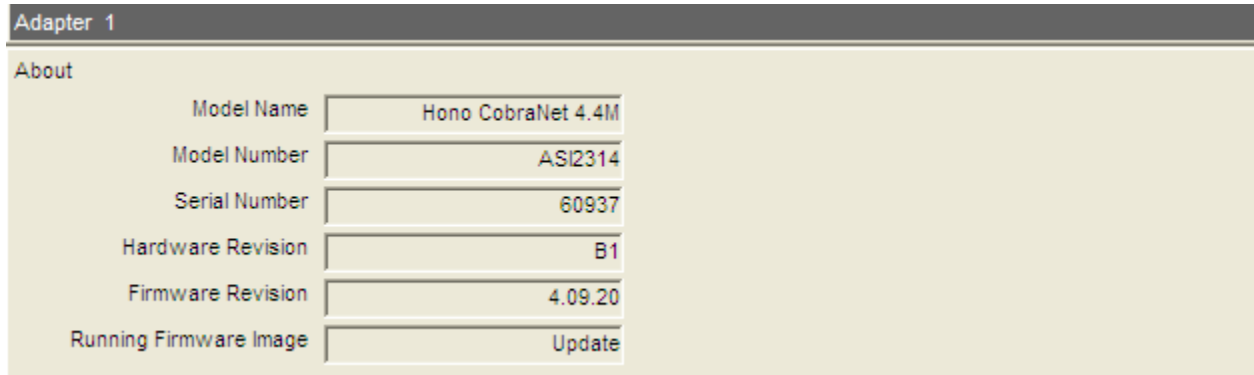 Adapter 1
About
Model Name Hono CobraNet 4.4M
Model Number ASI2314
Serial Number 60937
Hardware Revision B1
Firmware Revision 4.09.20
Running Firmware Image Update